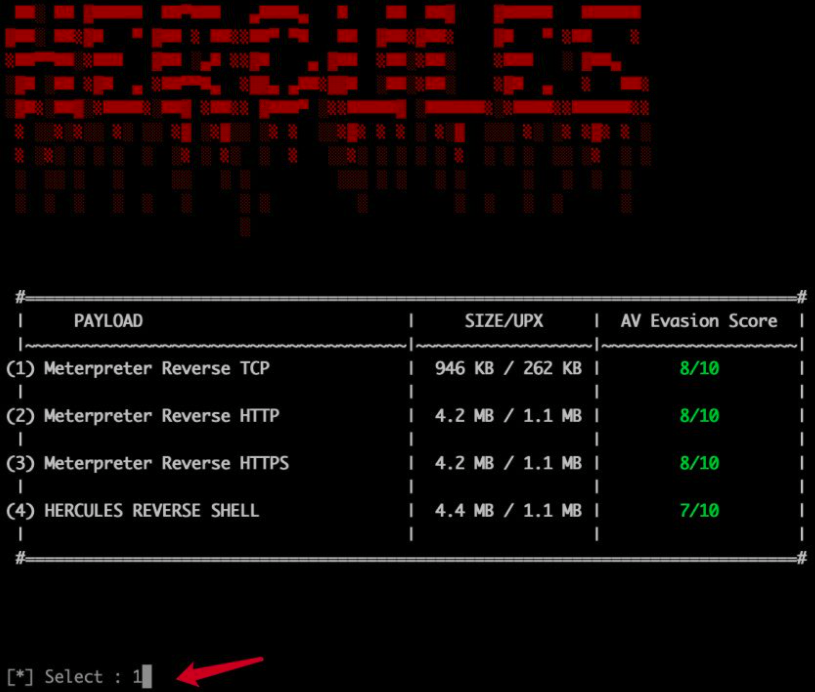 HERCULES
#================================================================================#
| PAYLOAD | SIZE/UPX | AV Evasion Score |
|~~~~~~~~~~~~~~~~~~~~~~~~~~~~~~~~~~~~~~~|~~~~~~~~~~~~~~~~~~|~~~~~~~~~~~~~~~~~~~~|
(1) Meterpreter Reverse TCP | 946 KB / 262 KB | 8/10 |
| | | |
(2) Meterpreter Reverse HTTP | 4.2 MB / 1.1 MB | 8/10 |
| | | |
(3) Meterpreter Reverse HTTPS | 4.2 MB / 1.1 MB | 8/10 |
| | | |
(4) HERCULES REVERSE SHELL | 4.4 MB / 1.1 MB | 7/10 |
| | | |
#================================================================================#
[*] Select : 1